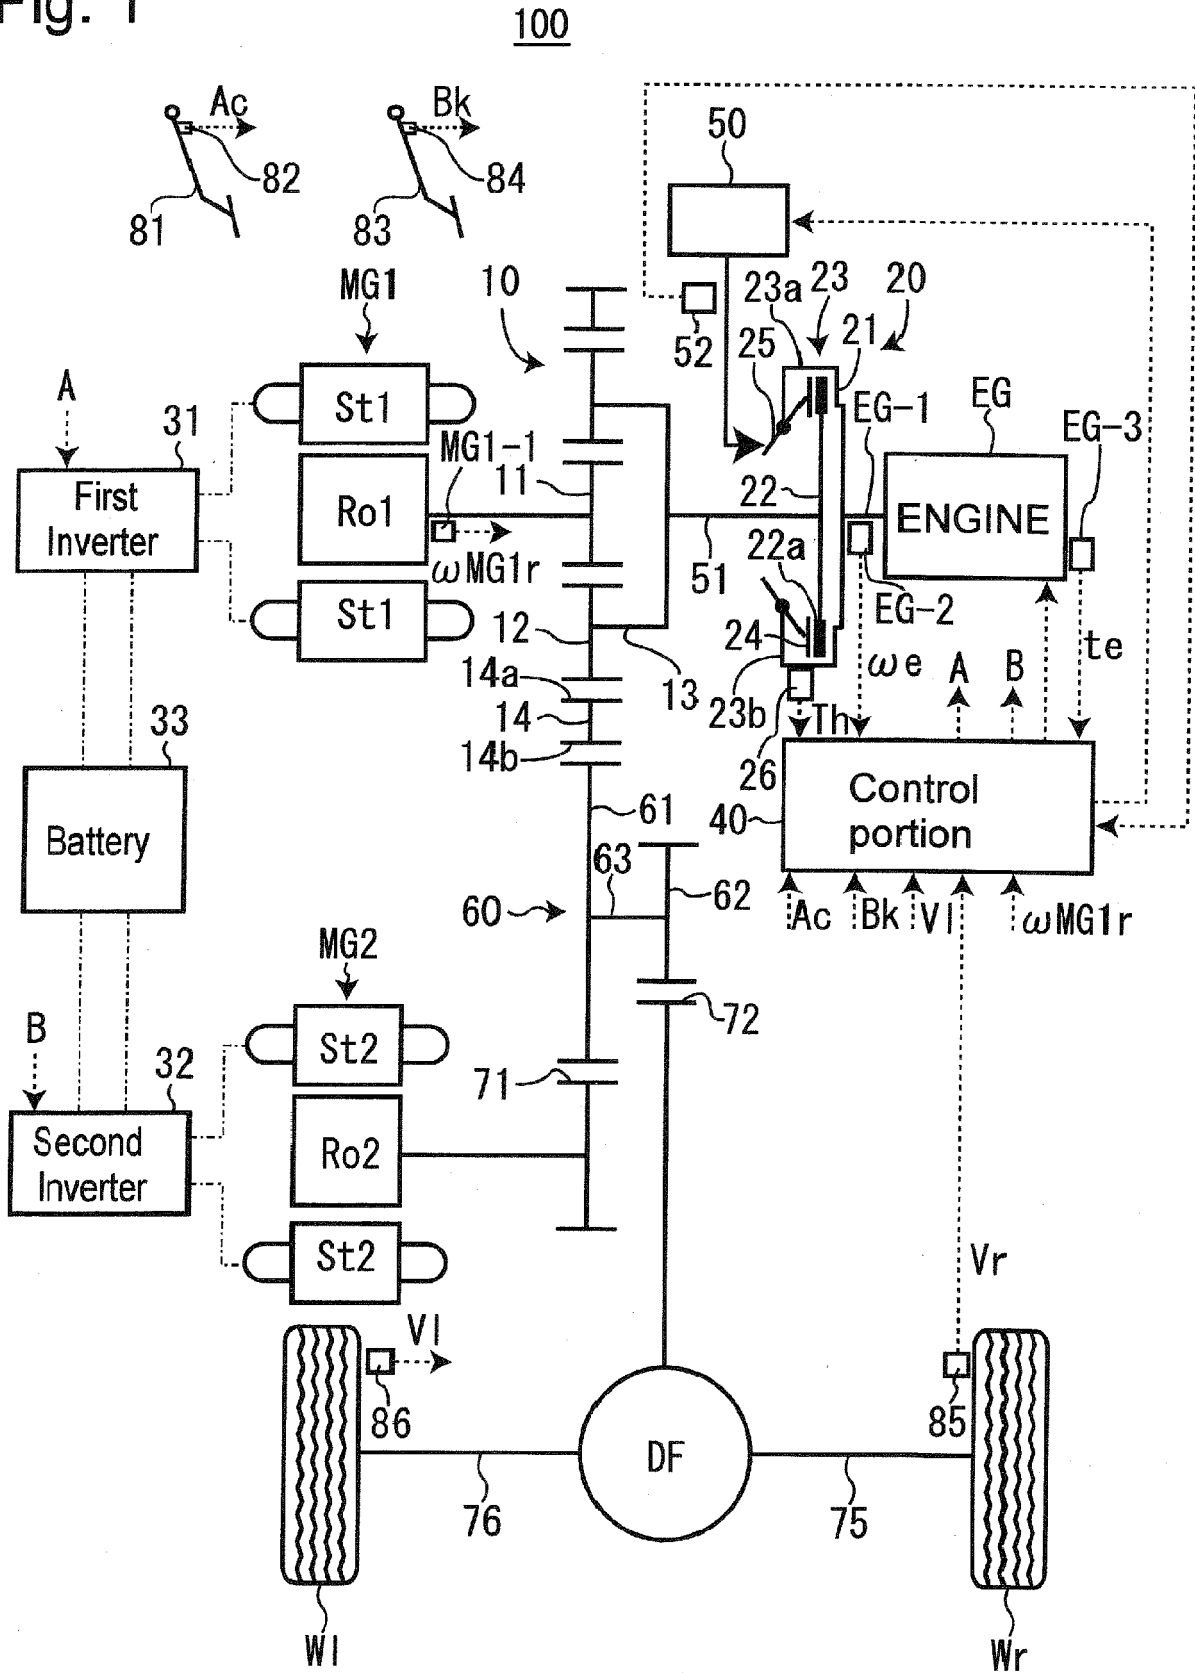 Fig. 1
100
Ac
82
81
Bk
84
83
50
52
23a
23
20
21
25
MG1
10
A
31
First
Inverter
St1
Ro1
St1
MG1-1
ωMG1r
11
12
13
14a
14
14b
22
22a
51
24
23b
26
EG-1
EG
ENGINE
EG-2
EG-3
Th
ωe
A
B
te
33
Battery
61
63
62
60
40
Control
portion
Ac
Bk
Vl
ωMG1r
MG2
B
32
Second
Inverter
St2
Ro2
St2
71
72
Vr
Vl
86
85
DF
76
75
Wl
Wr